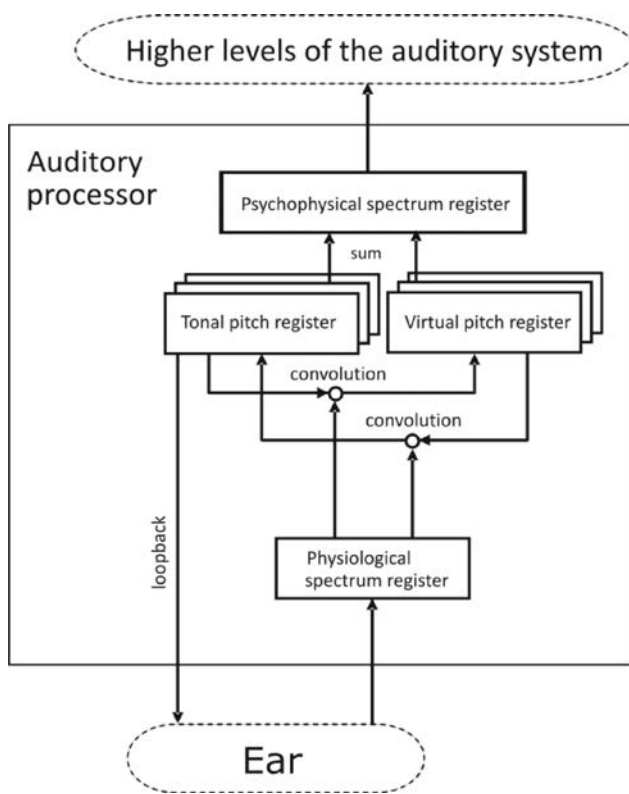 Higher levels of the auditory system
Auditory
processor
Psychophysical spectrum register
sum
Tonal pitch register
Virtual pitch register
convolution
convolution
loopback
Physiological
spectrum register
Ear